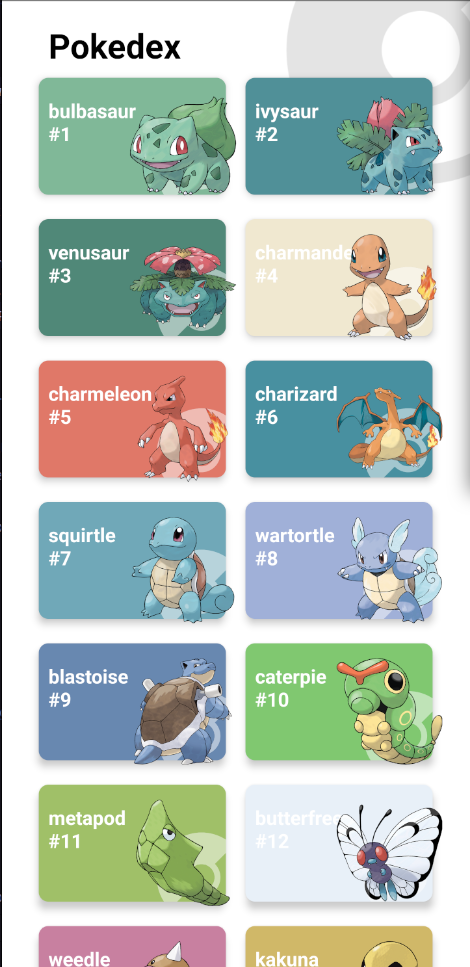 Pokedex
bulbasaur
#1
ivysaur
#2
venusaur
#3
charmande
#4
charmeleon
#5
charizard
#6
squirtle
#7
wartortle
#8
blastoise
#9
caterpie
#10
metapod
#11
butterfree
#12
weedle
kakuna